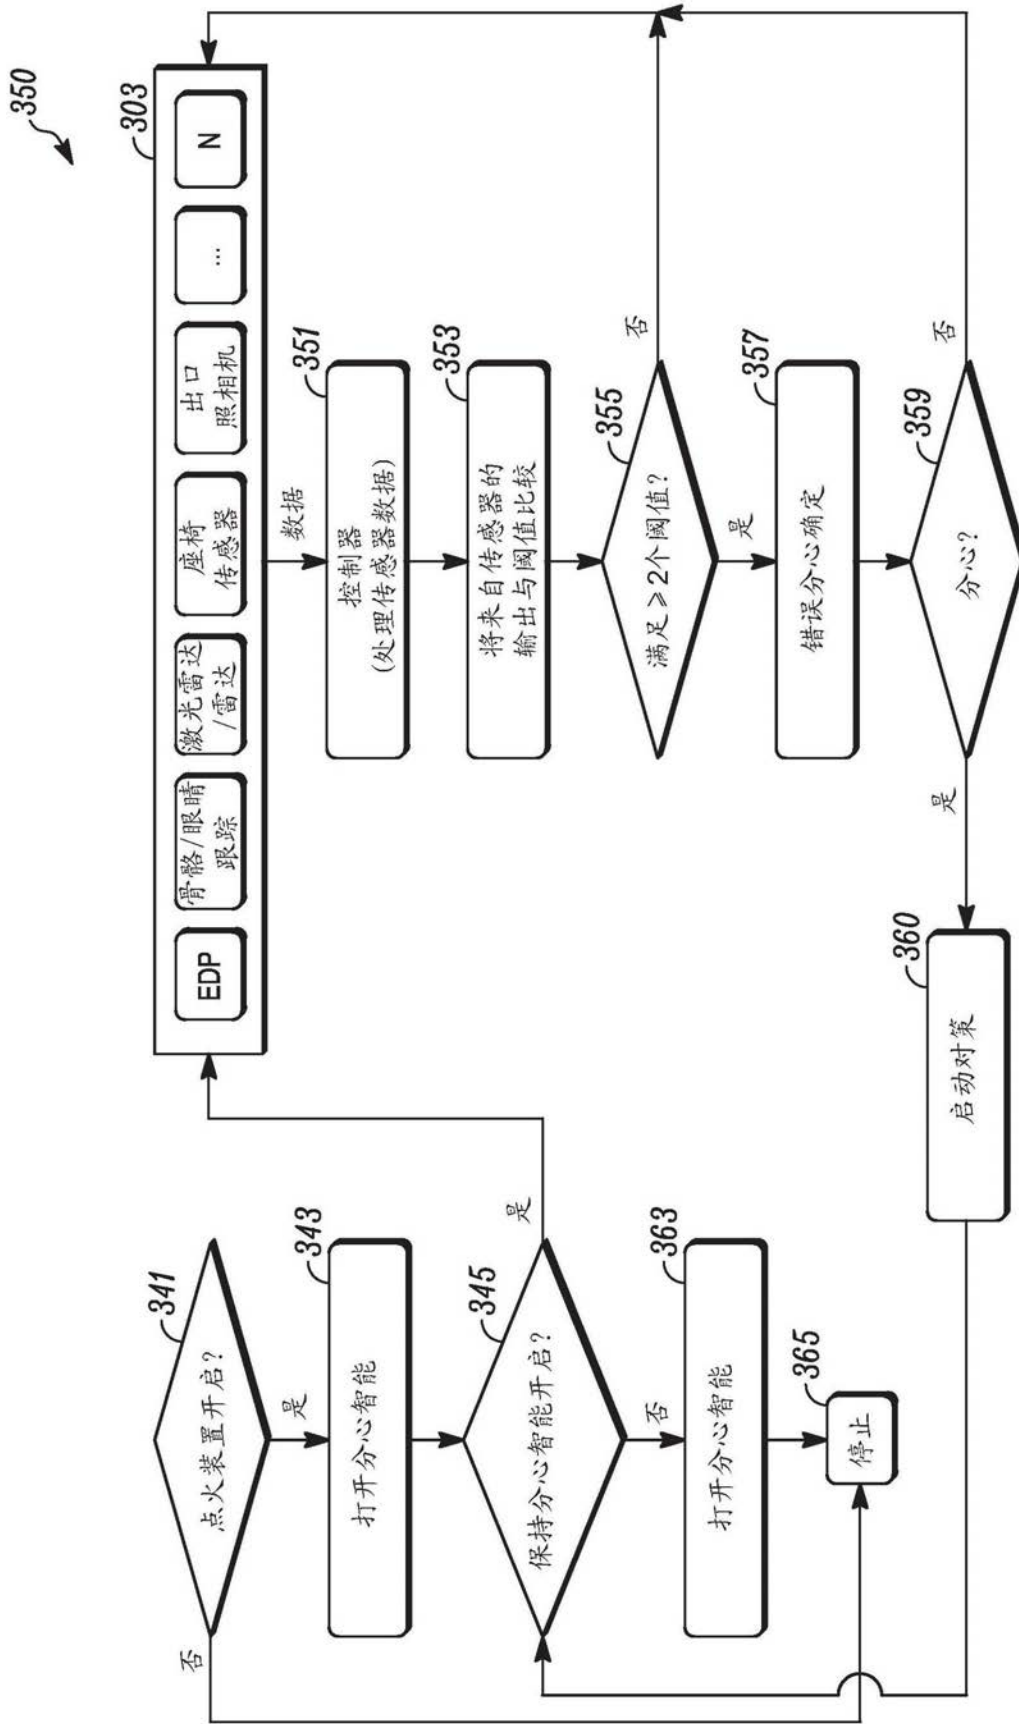 350
303
EDP
骨骼/眼睛
跟踪
激光雷达
/雷达
座椅
传感器
出口
照相机
...
N
341
点火装置开启?
否
是
343
打开分心智能
345
保持分心智能开启?
是
否
363
打开分心智能
365
停止
数据
351
控制器
(处理传感器数据)
353
将来自传感器的
输出与阈值比较
355
满足≥2个阈值?
否
是
357
错误分心确定
359
分心?
否
是
360
启动对策